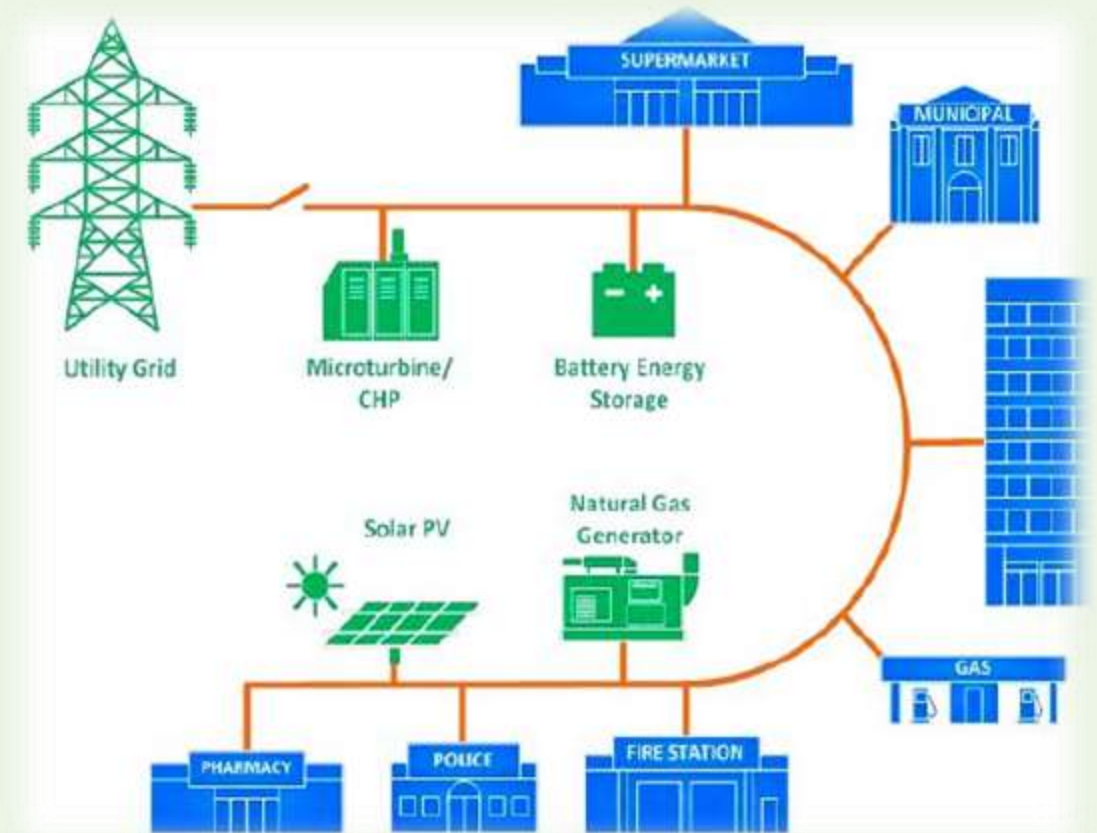 SUPERMARKET
MUNICIPAL
Utility Grid
Microturbine/
CHP
Battery Energy
Storage
Solar PV
Natural Gas
Generator
GAS
PHARMACY
POLICE
FIRE STATION